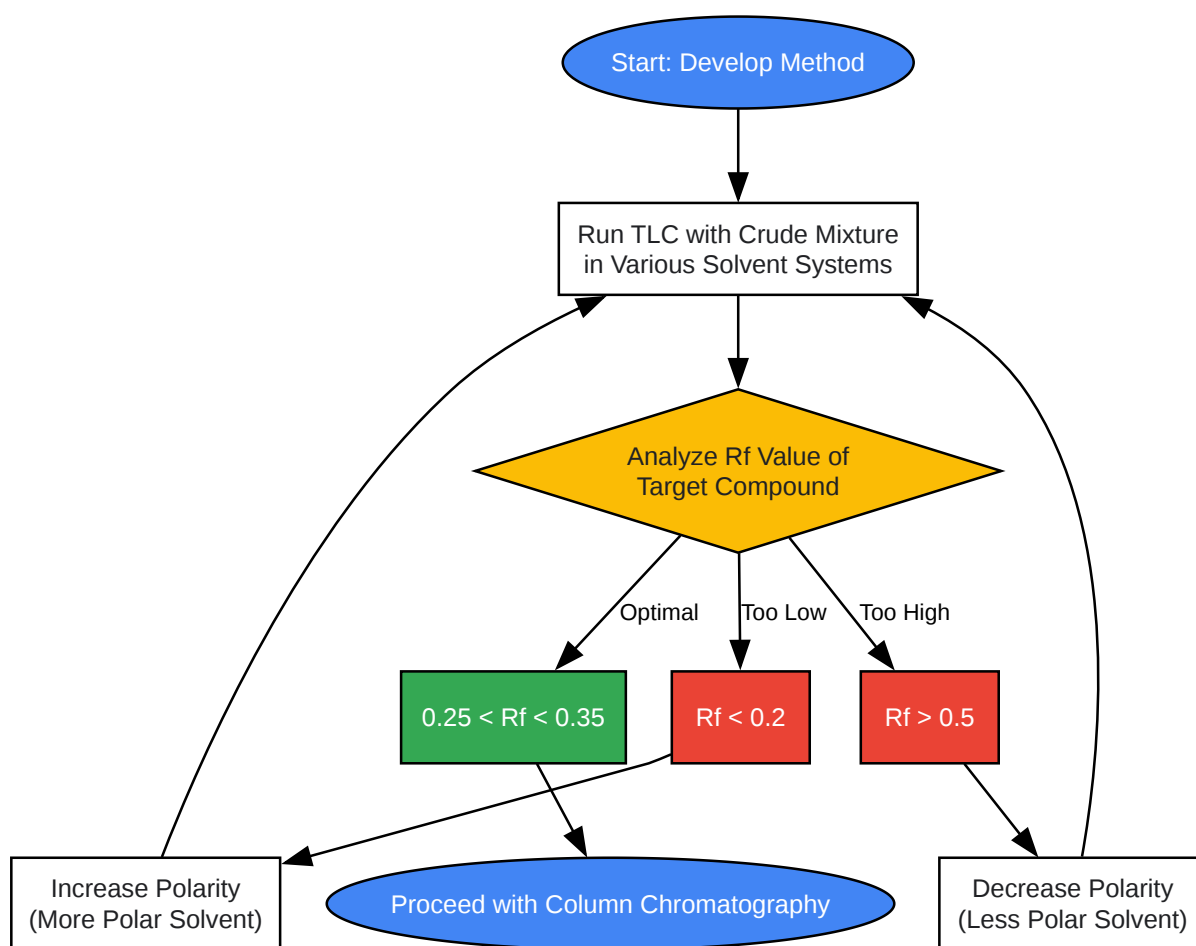 Start: Develop Method
Run TLC with Crude Mixture
in Various Solvent Systems
Analyze Rf Value of
Target Compound
Optimal
Too Low
Too High
0.25 < Rf < 0.35
Rf < 0.2
Rf > 0.5
Increase Polarity
(More Polar Solvent)
Proceed with Column Chromatography
Decrease Polarity
(Less Polar Solvent)